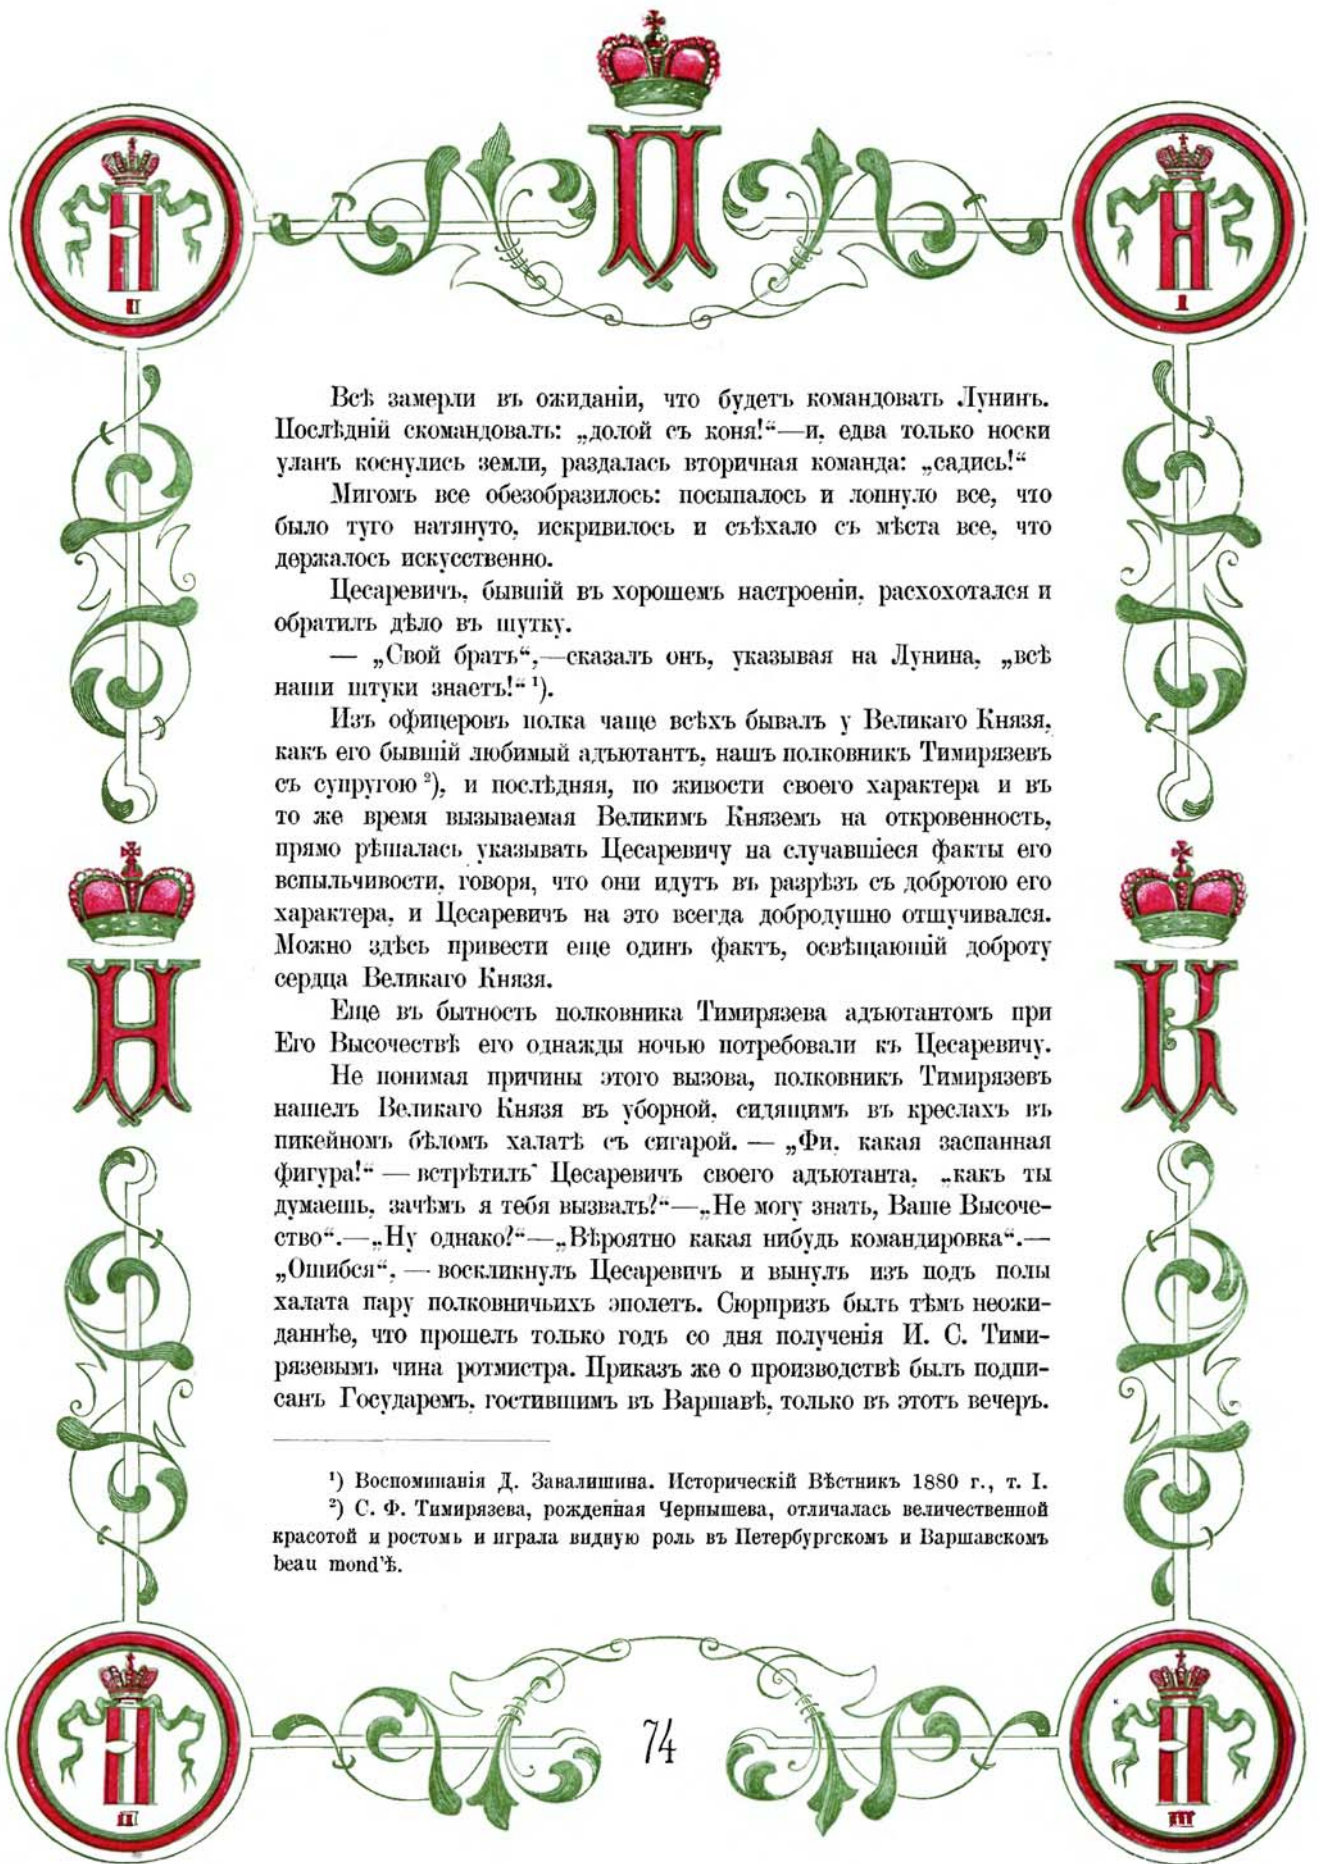 П
II
I
Всѣ замерли въ ожиданіи, что будетъ командовать Лунинъ.
Послѣдній скомандовалъ: „долой съ коня!“—и, едва только носки
уланъ коснулись земли, раздалась вторичная команда: „садись!“
Мигомъ все обезобразилось: посыпалось и лопнуло все, что
было туго натянуто, искривилось и съѣхало съ мѣста все, что
держалось искусственно.
Цесаревичъ, бывшій въ хорошемъ настроеніи, расхохотался и
обратилъ дѣло въ шутку.
— „Свой братъ“,—сказалъ онъ, указывая на Лунина, „всѣ
наши штуки знаетъ!“ ¹).
Изъ офицеровъ полка чаще всѣхъ бывалъ у Великаго Князя,
какъ его бывшій любимый адъютантъ, нашъ полковникъ Тимирязевъ
съ супругою ²), и послѣдняя, по живости своего характера и въ
то же время вызываемая Великимъ Княземъ на откровенность,
прямо рѣшалась указывать Цесаревичу на случавшіеся факты его
вспыльчивости, говоря, что они идутъ въ разрѣзъ съ добротою его
характера, и Цесаревичъ на это всегда добродушно отшучивался.
Можно здѣсь привести еще одинъ фактъ, освѣщающій доброту
сердца Великаго Князя.
Еще въ бытность полковника Тимирязева адъютантомъ при
Его Высочествѣ его однажды ночью потребовали къ Цесаревичу.
Не понимая причины этого вызова, полковникъ Тимирязевъ
нашелъ Великаго Князя въ уборной, сидящимъ въ креслахъ въ
пикейномъ бѣломъ халатѣ съ сигарой. — „Фи, какая заспанная
фигура!“ — встрѣтилъ Цесаревичъ своего адъютанта, „какъ ты
думаешь, зачѣмъ я тебя вызвалъ?“—„Не могу знать, Ваше Высоче-
ство“.—„Ну однако?“—„Вѣроятно какая нибудь командировка“.—
„Ошибся“, — воскликнулъ Цесаревичъ и вынулъ изъ подъ полы
халата пару полковничьихъ эполетъ. Сюрпризъ былъ тѣмъ неожи-
даннѣе, что прошелъ только годъ со дня полученія И. С. Тими-
рязевымъ чина ротмистра. Приказъ же о производствѣ былъ подпи-
санъ Государемъ, гостившимъ въ Варшавѣ, только въ этотъ вечеръ.
¹) Воспоминанія Д. Завалишина. Историческій Вѣстникъ 1880 г., т. I.
²) С. Ф. Тимирязева, рожденная Чернышева, отличалась величественной
красотой и ростомъ и играла видную роль въ Петербургскомъ и Варшавскомъ
beau mond'ѣ.
Н
К
74
II
III